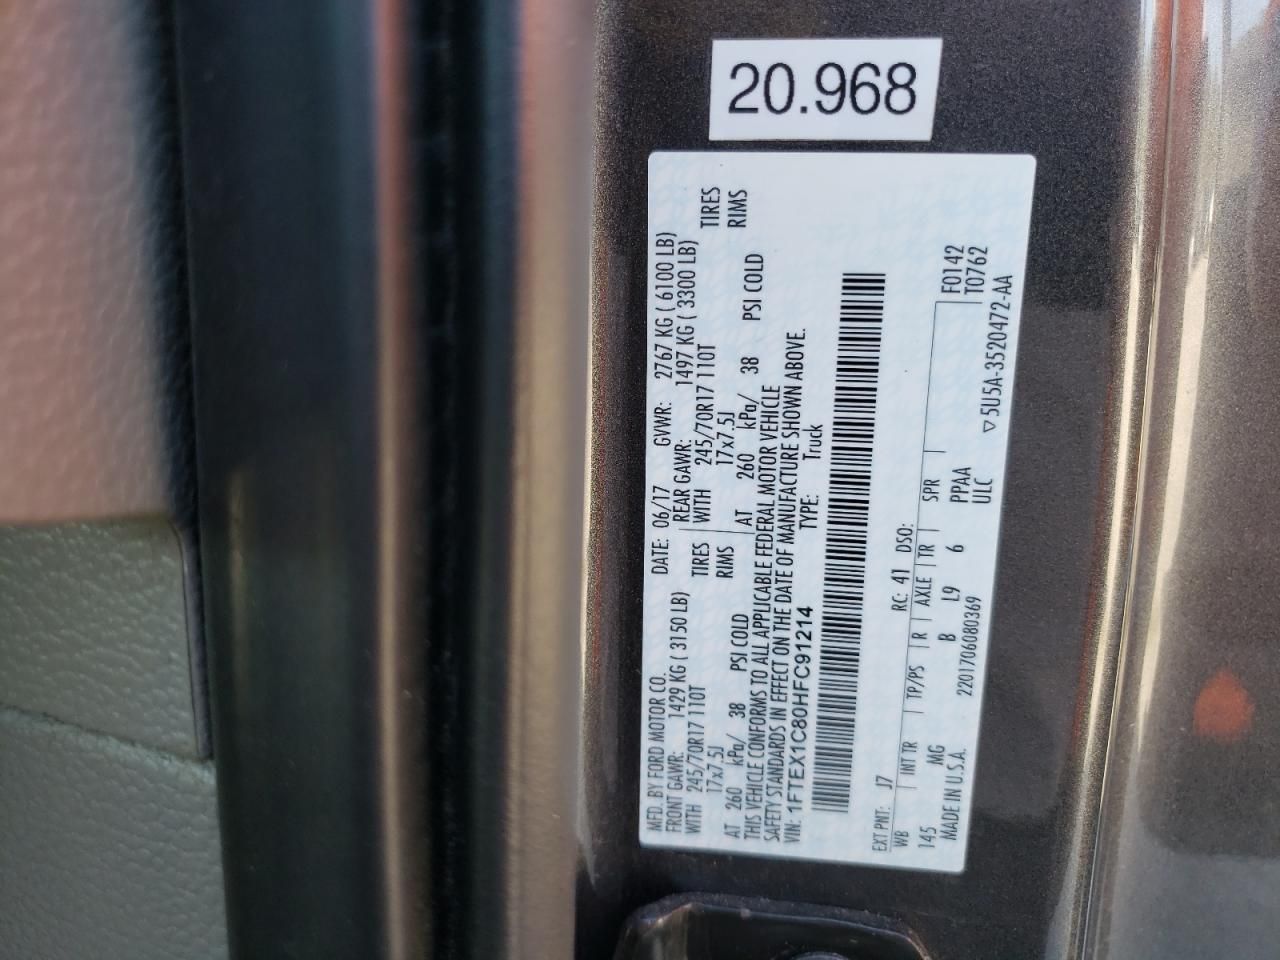 20.968
MFD. BY FORD MOTOR CO. DATE: 06/17 GVWR: 2767 KG ( 6100 LB)
FRONT GAWR: 1429 KG ( 3150 LB) REAR GAWR: 1497 KG ( 3300 LB)
WITH 245/70R17 110T TIRES WITH 245/70R17 110T TIRES
17x7.5J RIMS 17x7.5J RIMS
AT 260 kPa/ 38 PSI COLD AT 260 kPa/ 38 PSI COLD
THIS VEHICLE CONFORMS TO ALL APPLICABLE FEDERAL MOTOR VEHICLE
SAFETY STANDARDS IN EFFECT ON THE DATE OF MANUFACTURE SHOWN ABOVE.
VIN: 1FTEX1C80HFC91214 TYPE: Truck
EXT PNT: J7 RC: 41 DSO:
WB INT TR TP/PS R AXLE TR SPR F0142
145 MG B L9 6 PPAA T0762
ULC
MADE IN U.S.A. 2201706080369 ▽5U5A-3520472-AA